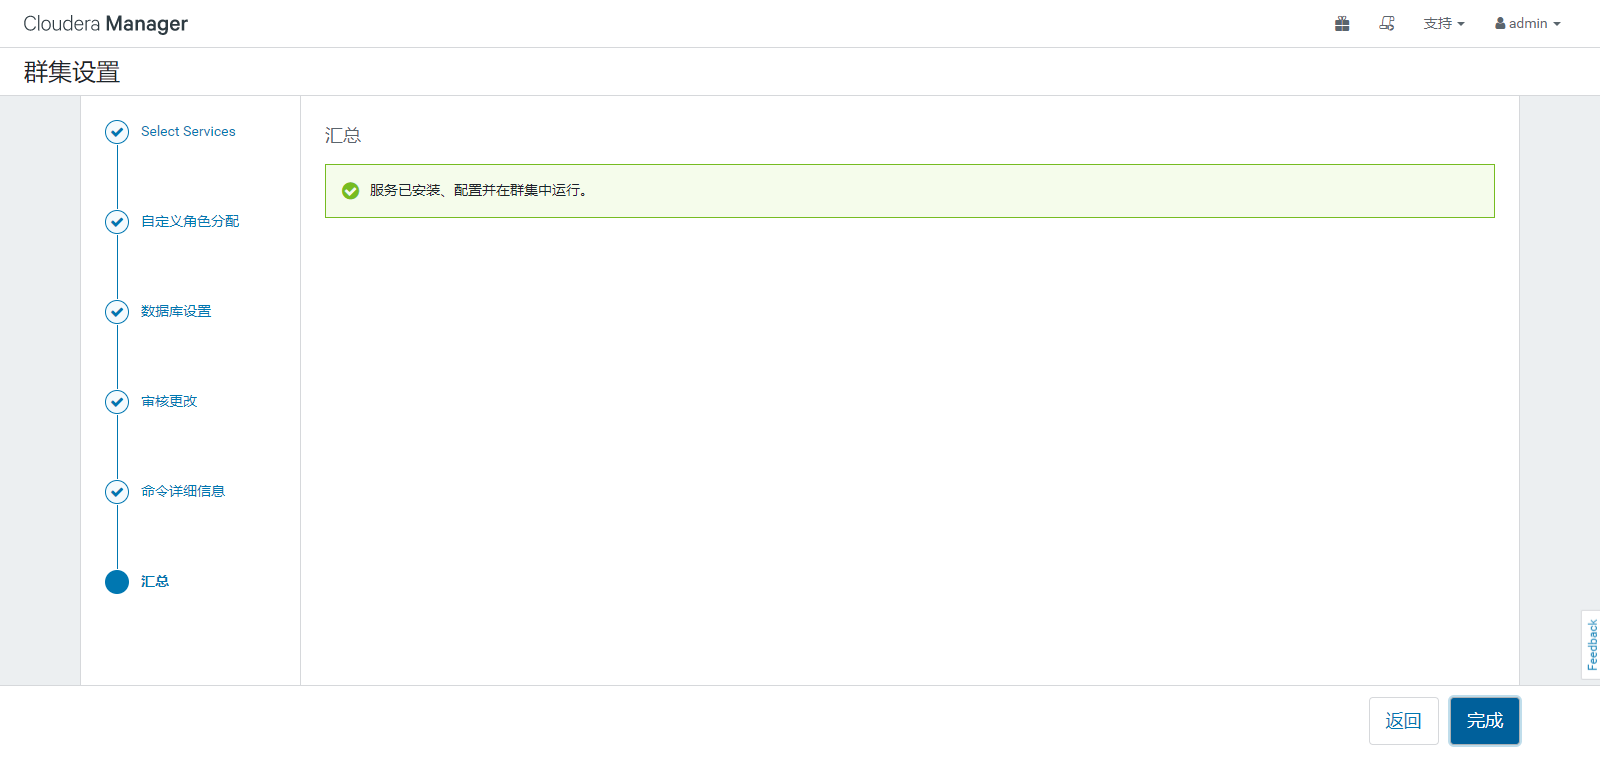 Cloudera Manager
支持
admin
群集设置
Select Services
自定义角色分配
数据库设置
审核更改
命令详细信息
汇总
汇总
服务已安装、配置并在群集中运行。
Feedback
返回
完成